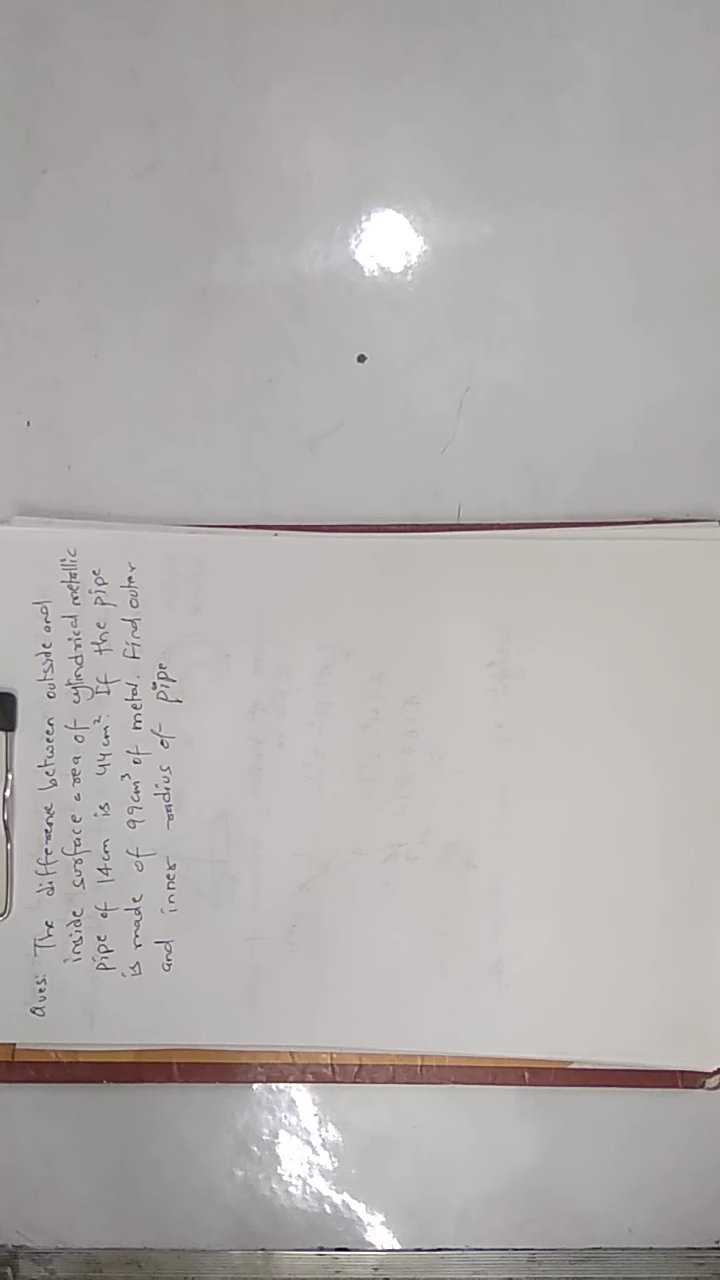 Ques: The difference between outside and
inside surface area of cylindrical metallic
pipe of 14cm is 44cm². If the pipe
is made of 99cm³ of metal. Find outer
and inner radius of pipe.